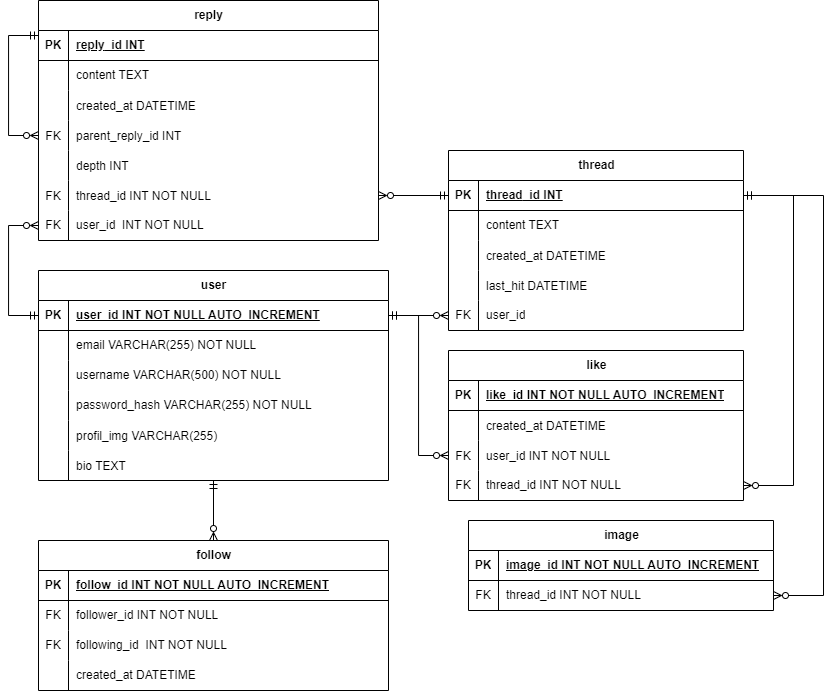 reply
PK reply_id INT
content TEXT
created_at DATETIME
FK parent_reply_id INT
depth INT
FK thread_id INT NOT NULL
FK user_id  INT NOT NULL
user
PK user_id INT NOT NULL AUTO_INCREMENT
email VARCHAR(255) NOT NULL
username VARCHAR(500) NOT NULL
password_hash VARCHAR(255) NOT NULL
profil_img VARCHAR(255)
bio TEXT
follow
PK follow_id INT NOT NULL AUTO_INCREMENT
FK follower_id INT NOT NULL
FK following_id  INT NOT NULL
created_at DATETIME
thread
PK thread_id INT
content TEXT
created_at DATETIME
last_hit DATETIME
FK user_id
like
PK like_id INT NOT NULL AUTO_INCREMENT
created_at DATETIME
FK user_id INT NOT NULL
FK thread_id INT NOT NULL
image
PK image_id INT NOT NULL AUTO_INCREMENT
FK thread_id INT NOT NULL